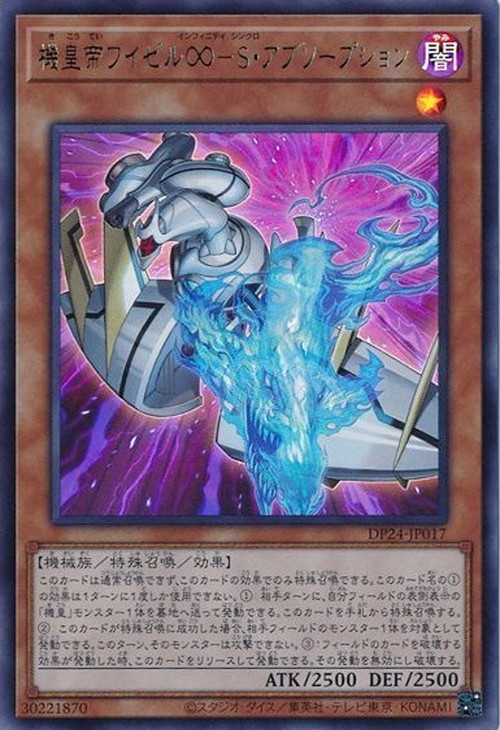 機皇帝ワイゼル∞－S・アブソープション
闇
DP24-JP017
【機械族／特殊召喚／効果】
このカードは通常召喚できず、このカードの効果でのみ特殊召喚できる。このカード名の①
の効果は1ターンに1度しか使用できない。①：相手ターンに、自分フィールドの表側表示の
「機皇」モンスター1体を墓地へ送って発動できる。このカードを手札から特殊召喚する。
②：このカードが特殊召喚に成功した場合、相手フィールドのモンスター1体を対象として
発動できる。このターン、そのモンスターは攻撃できない。③：フィールドのカードを破壊する
効果が発動した時、このカードをリリースして発動できる。その発動を無効にし破壊する。
ATK/2500 DEF/2500
30221870
©スタジオ・ダイス／集英社・テレビ東京・KONAMI